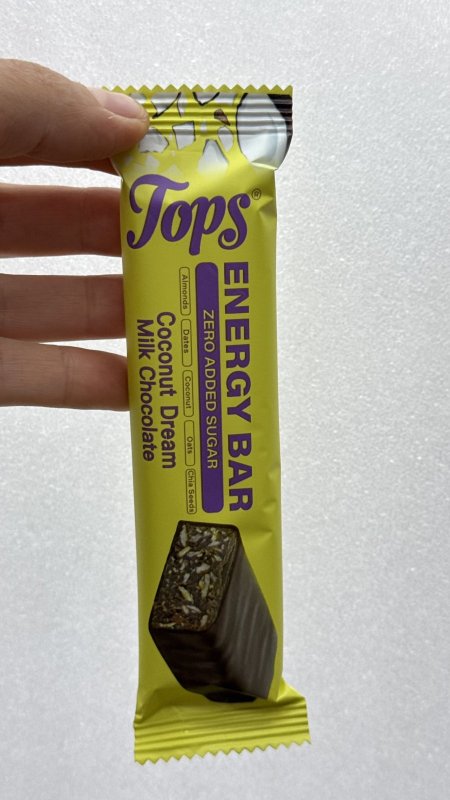 Tops®
ENERGY BAR
ZERO ADDED SUGAR
Almonds
Dates
Coconut
Oats
Chia Seeds
Coconut Dream
Milk Chocolate